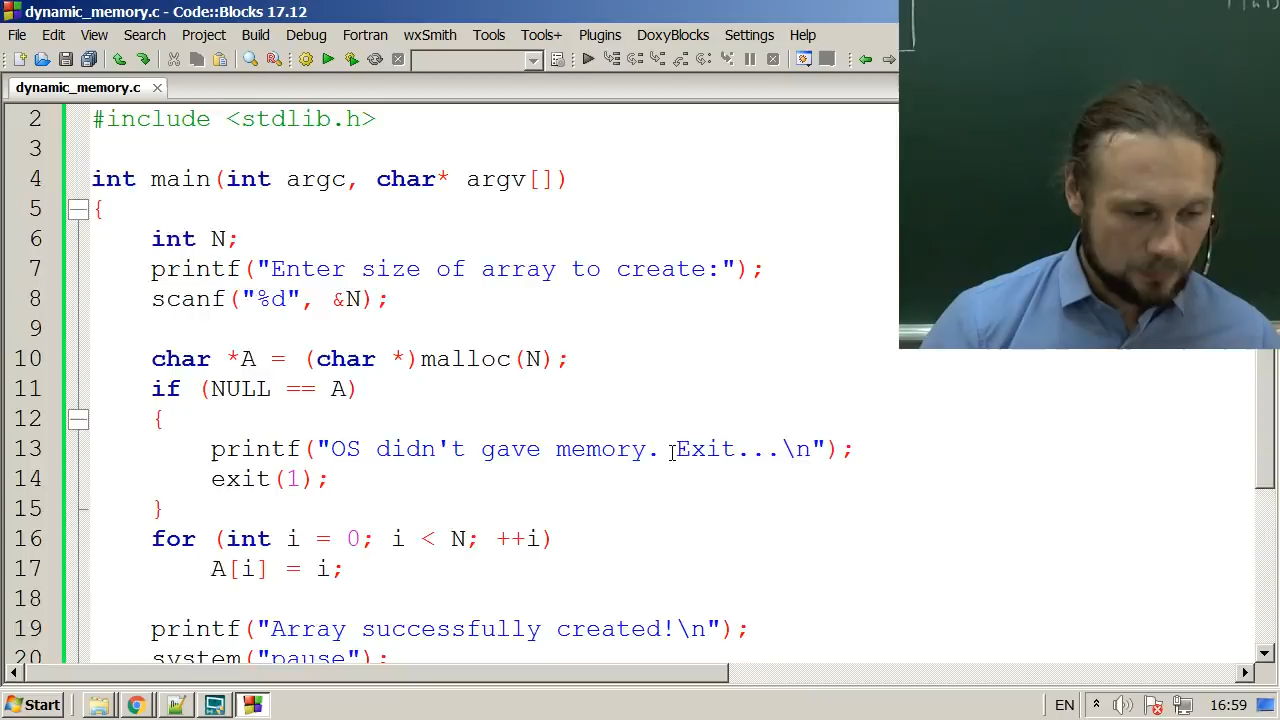 dynamic_memory.c - Code::Blocks 17.12
File Edit View Search Project Build Debug Fortran wxSmith Tools Tools+ Plugins DoxyBlocks Settings Help
dynamic_memory.c
2 #include <stdlib.h>
3
4 int main(int argc, char* argv[])
5 {
6 int N;
7 printf("Enter size of array to create:");
8 scanf("%d", &N);
9
10 char *A = (char *)malloc(N);
11 if (NULL == A)
12 {
13 printf("OS didn't gave memory. Exit...\n");
14 exit(1);
15 }
16 for (int i = 0; i < N; ++i)
17 A[i] = i;
18
19 printf("Array successfully created!\n");
20 system("pause");
Start EN 16:59